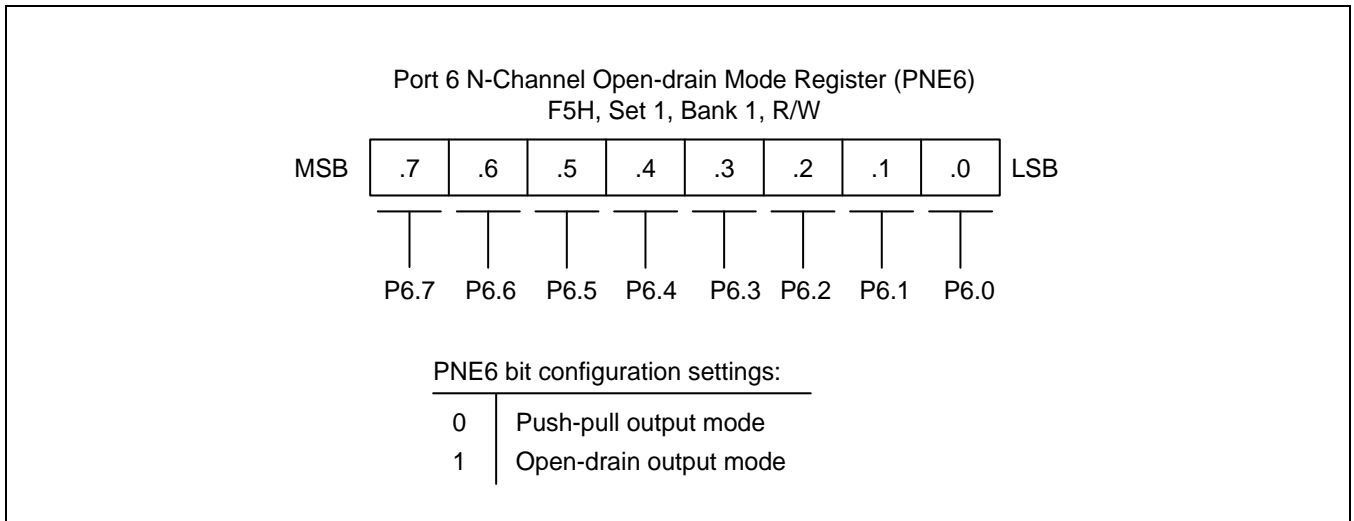 Port 6 N-Channel Open-drain Mode Register (PNE6)
F5H, Set 1, Bank 1, R/W
MSB .7 .6 .5 .4 .3 .2 .1 .0 LSB
P6.7 P6.6 P6.5 P6.4 P6.3 P6.2 P6.1 P6.0
PNE6 bit configuration settings:
0 Push-pull output mode
1 Open-drain output mode